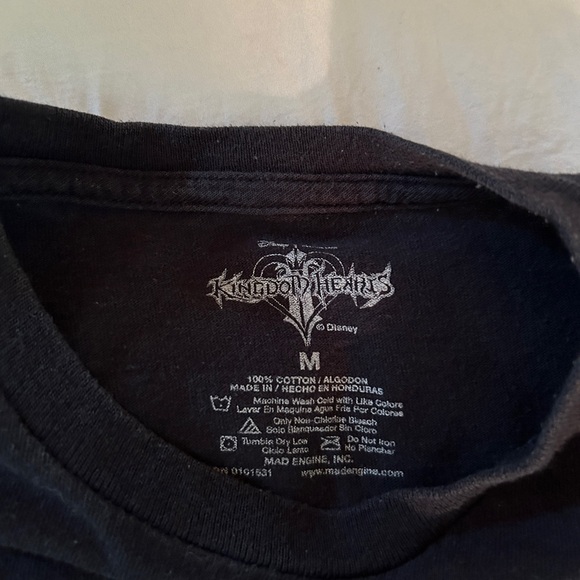 Disney
KINGDOM HEARTS
© Disney
M
100% COTTON / ALGODON
MADE IN / HECHO EN HONDURAS
Machine Wash Cold with Like Colors
Lavar En Maquina Agua Fria Por Colores
Only Non-Chlorine Bleach
Solo Blanqueador Sin Cloro
Tumble Dry Low
Ciclo Lento
Do Not Iron
No Planchar
MAD ENGINE, INC.
0101531 www.madengine.com